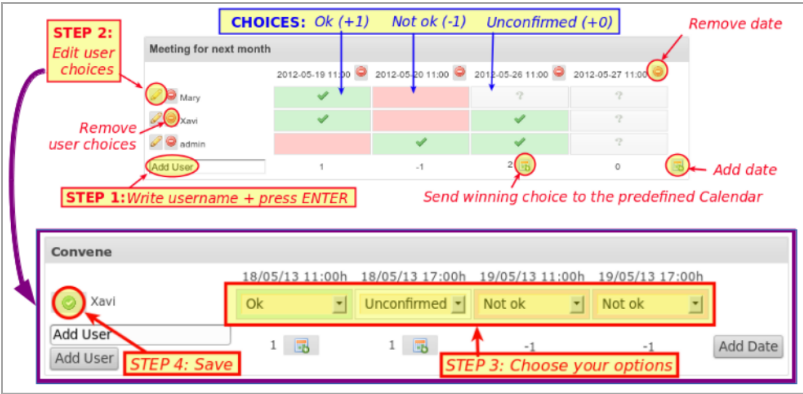 CHOICES: Ok (+1) Not ok (-1) Unconfirmed (+0)
Remove date
STEP 2:
Edit user
choices
Meeting for next month
2012-05-19 11:00 2012-05-20 11:00 2012-05-26 11:00 2012-05-27 11:00
Mary ? ?
Xavi ?
Remove
user choices
admin ?
Add User 1 -1 2 0
Add date
STEP 1: Write username + press ENTER
Send winning choice to the predefined Calendar
Convene
18/05/13 11:00h 18/05/13 17:00h 19/05/13 11:00h 19/05/13 17:00h
Xavi Ok Unconfirmed Not ok Not ok
Add User
Add User 1 1 -1 -1 Add Date
STEP 4: Save
STEP 3: Choose your options